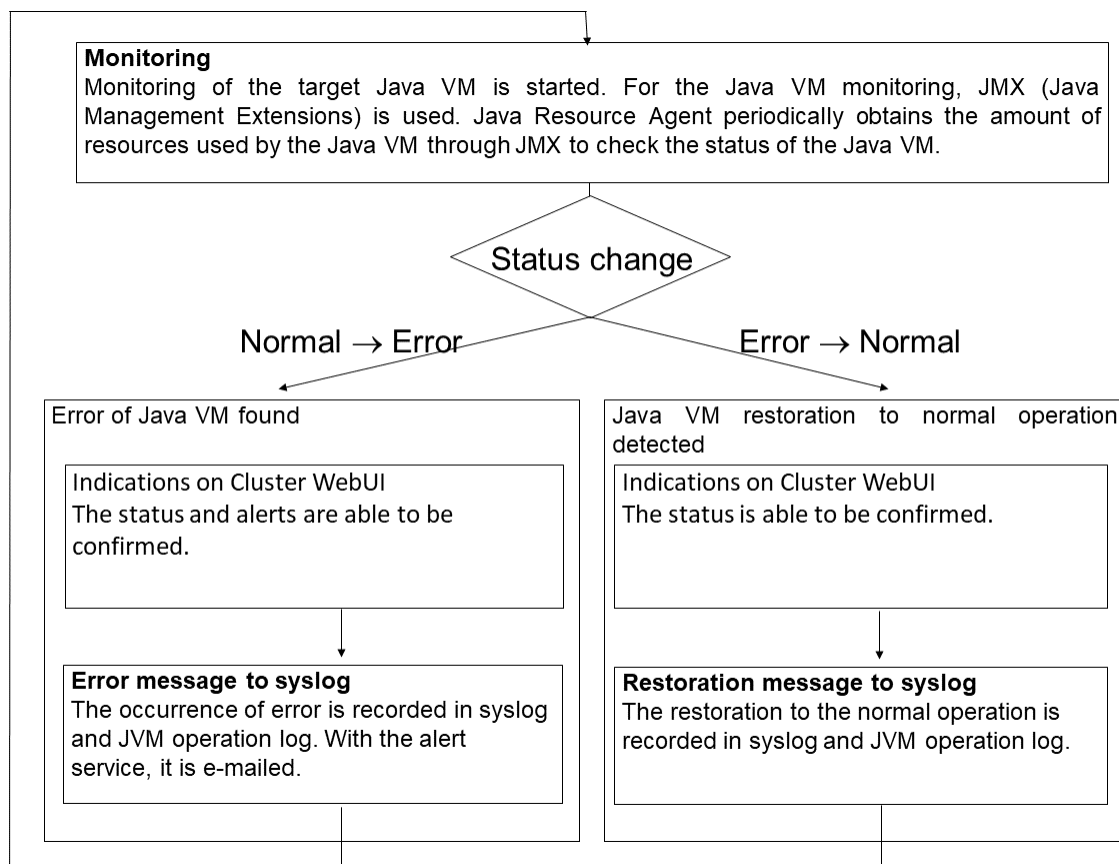 Monitoring
Monitoring of the target Java VM is started. For the Java VM monitoring, JMX (Java
Management Extensions) is used. Java Resource Agent periodically obtains the amount of
resources used by the Java VM through JMX to check the status of the Java VM.
Status change
Normal → Error
Error → Normal
Error of Java VM found
Indications on Cluster WebUI
The status and alerts are able to be
confirmed.
Error message to syslog
The occurrence of error is recorded in syslog
and JVM operation log. With the alert
service, it is e-mailed.
Java VM restoration to normal operation
detected
Indications on Cluster WebUI
The status is able to be confirmed.
Restoration message to syslog
The restoration to the normal operation is
recorded in syslog and JVM operation log.